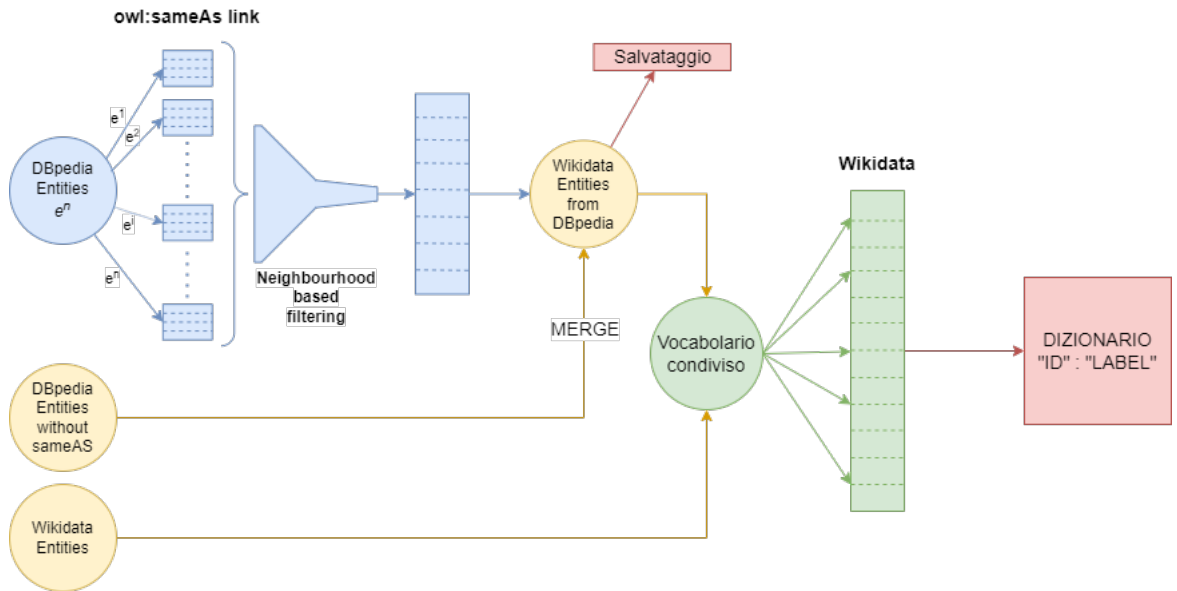 owl:sameAs link
Salvataggio
e¹
e²
DBpedia
Entities
eⁿ
eⁱ
eⁿ
Wikidata
Entities
from
DBpedia
Wikidata
Neighbourhood
based
filtering
MERGE
Vocabolario
condiviso
DIZIONARIO
"ID" : "LABEL"
DBpedia
Entities
without
sameAS
Wikidata
Entities